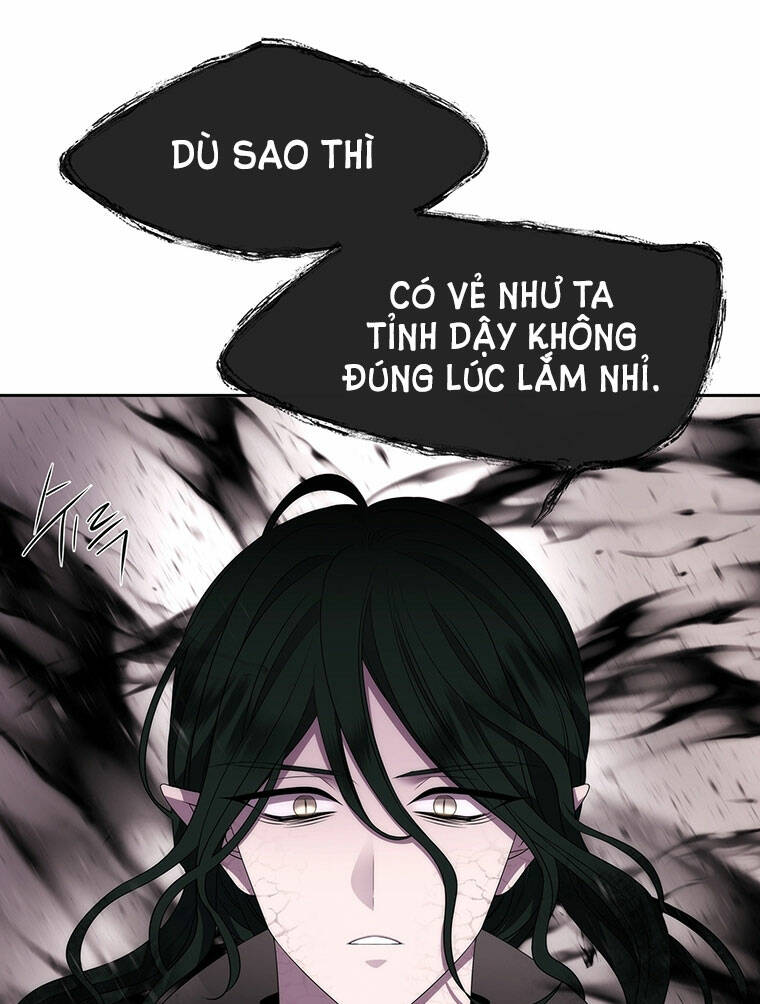 DÙ SAO THÌ
CÓ VẺ NHƯ TA
TỈNH DẬY KHÔNG
ĐÚNG LÚC LẮM NHỈ.